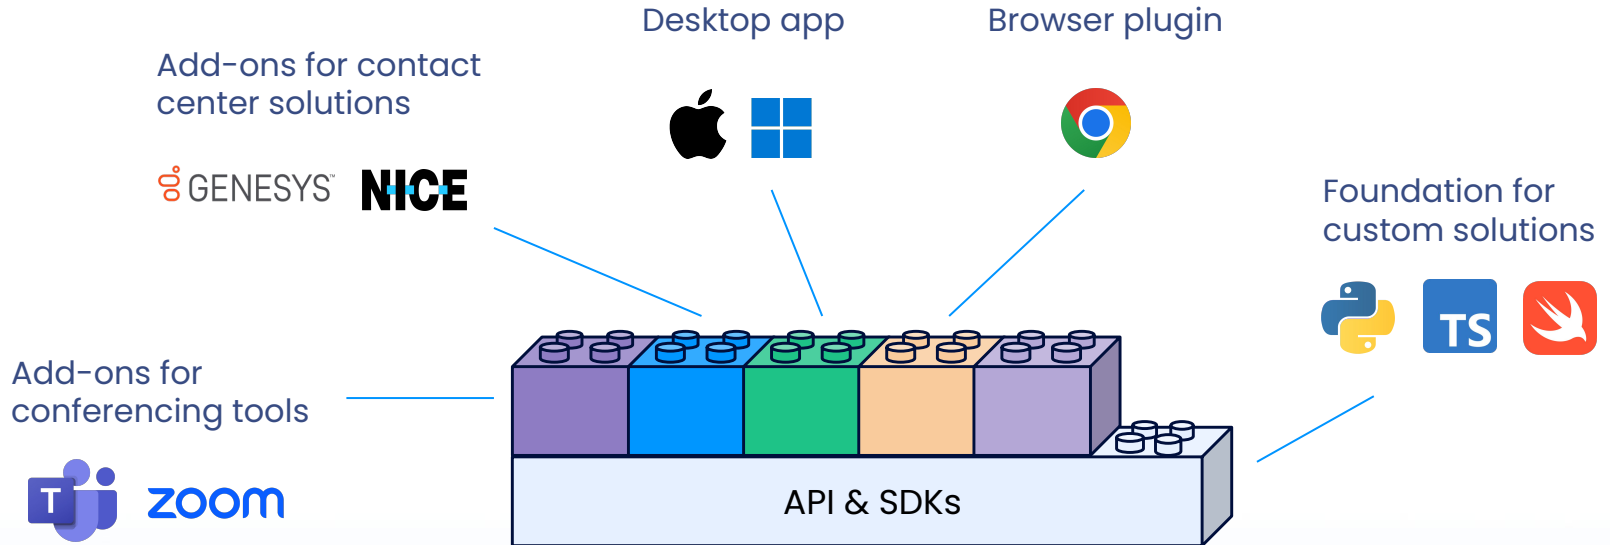 Desktop app
Browser plugin
Add-ons for contact
center solutions
GENESYS™
NICE
Foundation for
custom solutions
TS
Add-ons for
conferencing tools
T
zoom
API & SDKs